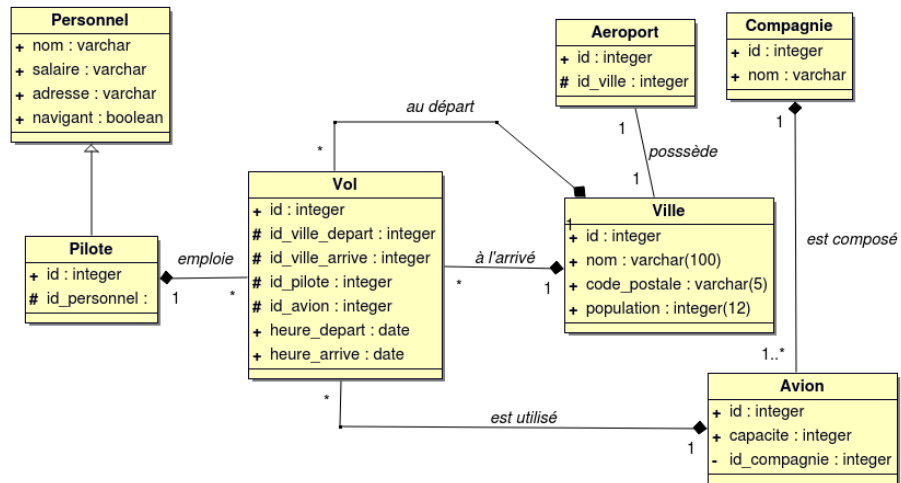 Personnel
+ nom : varchar
+ salaire : varchar
+ adresse : varchar
+ navigant : boolean
Aeroport
+ id : integer
# id_ville : integer
Compagnie
+ id : integer
+ nom : varchar
au départ
*
1
posssède
1
1
Vol
+ id : integer
# id_ville_depart : integer
# id_ville_arrive : integer
# id_pilote : integer
# id_avion : integer
+ heure_depart : date
+ heure_arrive : date
Ville
1
+ id : integer
+ nom : varchar(100)
+ code_postale : varchar(5)
+ population : integer(12)
Pilote
+ id : integer
# id_personnel :
emploie
1
*
à l'arrivé
*
1
est composé
1..*
*
est utilisé
1
Avion
+ id : integer
+ capacite : integer
- id_compagnie : integer